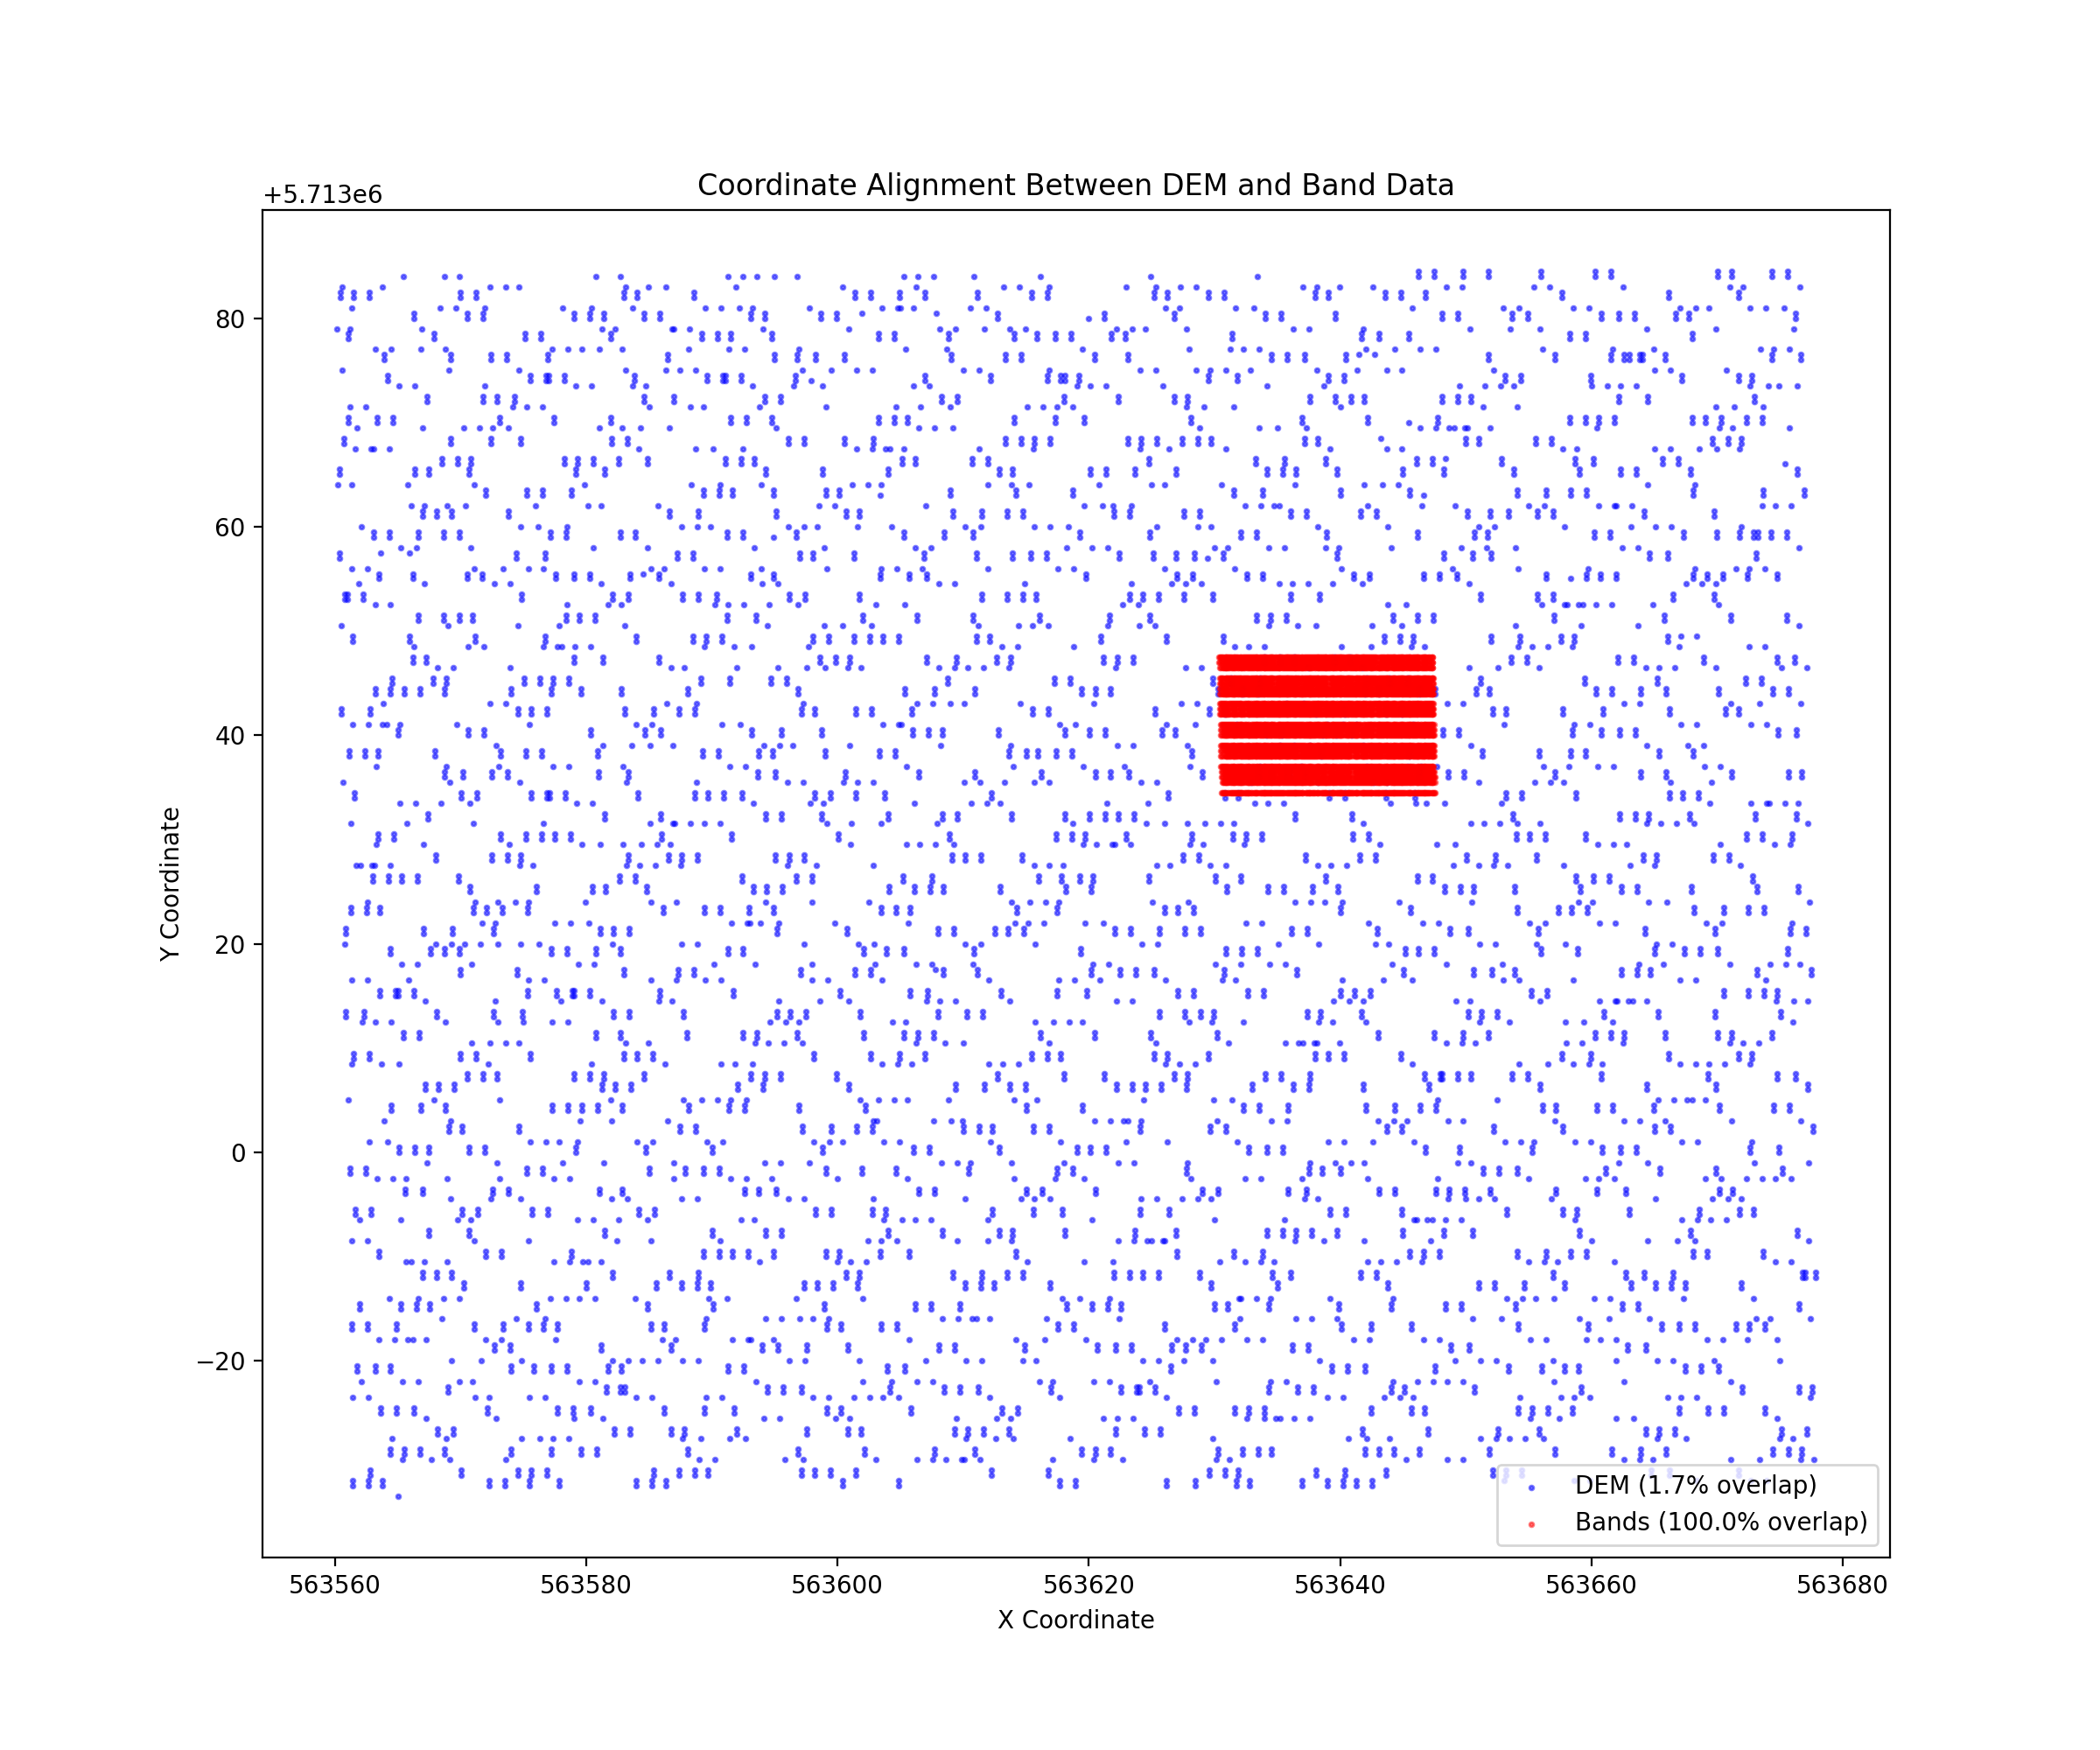 Coordinate Alignment Between DEM and Band Data
+5.713e6
80
60
40
20
0
−20
Y Coordinate
563560 563580 563600 563620 563640 563660 563680
X Coordinate
DEM (1.7% overlap)
Bands (100.0% overlap)